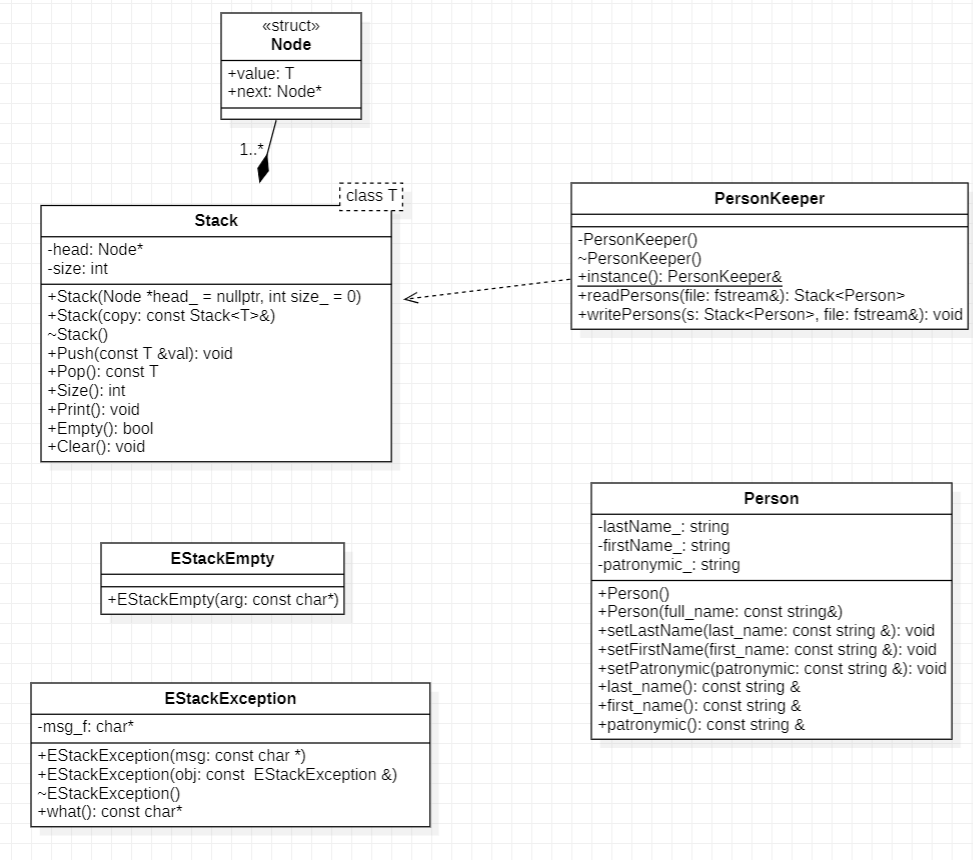 «struct»
Node
+value: T
+next: Node*
1..*
class T
Stack
-head: Node*
-size: int
+Stack(Node *head_ = nullptr, int size_ = 0)
+Stack(copy: const Stack<T>&)
~Stack()
+Push(const T &val): void
+Pop(): const T
+Size(): int
+Print(): void
+Empty(): bool
+Clear(): void
PersonKeeper
-PersonKeeper()
~PersonKeeper()
+instance(): PersonKeeper&
+readPersons(file: fstream&): Stack<Person>
+writePersons(s: Stack<Person>, file: fstream&): void
Person
-lastName_: string
-firstName_: string
-patronymic_: string
+Person()
+Person(full_name: const string&)
+setLastName(last_name: const string &): void
+setFirstName(first_name: const string &): void
+setPatronymic(patronymic: const string &): void
+last_name(): const string &
+first_name(): const string &
+patronymic(): const string &
EStackEmpty
+EStackEmpty(arg: const char*)
EStackException
-msg_f: char*
+EStackException(msg: const char *)
+EStackException(obj: const  EStackException &)
~EStackException()
+what(): const char*